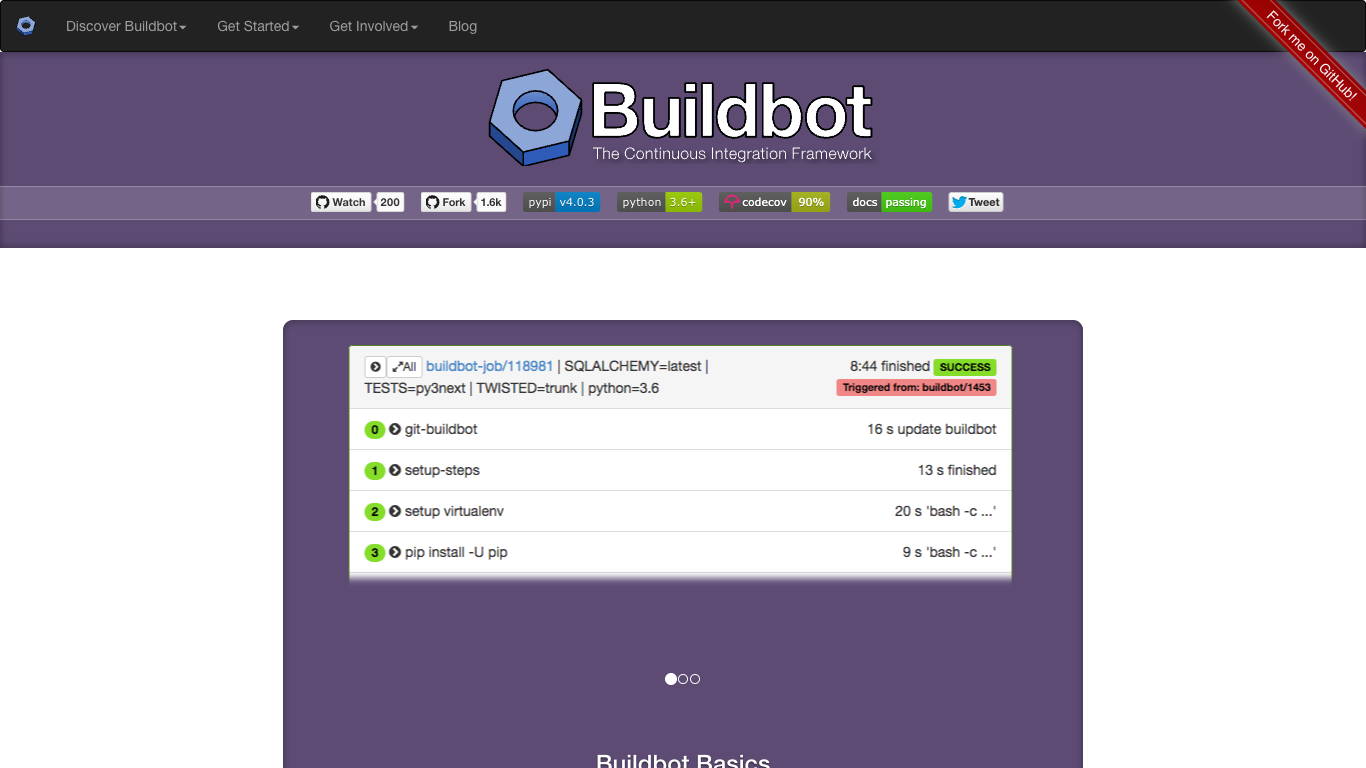 Discover Buildbot Get Started Get Involved Blog
Fork me on GitHub!
Buildbot
The Continuous Integration Framework
Watch 200 Fork 1.6k pypi v4.0.3 python 3.6+ codecov 90% docs passing Tweet
All buildbot-job/118981 | SQLALCHEMY=latest | 8:44 finished SUCCESS
TESTS=py3next | TWISTED=trunk | python=3.6 Triggered from: buildbot/1453
0 git-buildbot 16 s update buildbot
1 setup-steps 13 s finished
2 setup virtualenv 20 s 'bash -c ...'
3 pip install -U pip 9 s 'bash -c ...'
Buildbot Basics